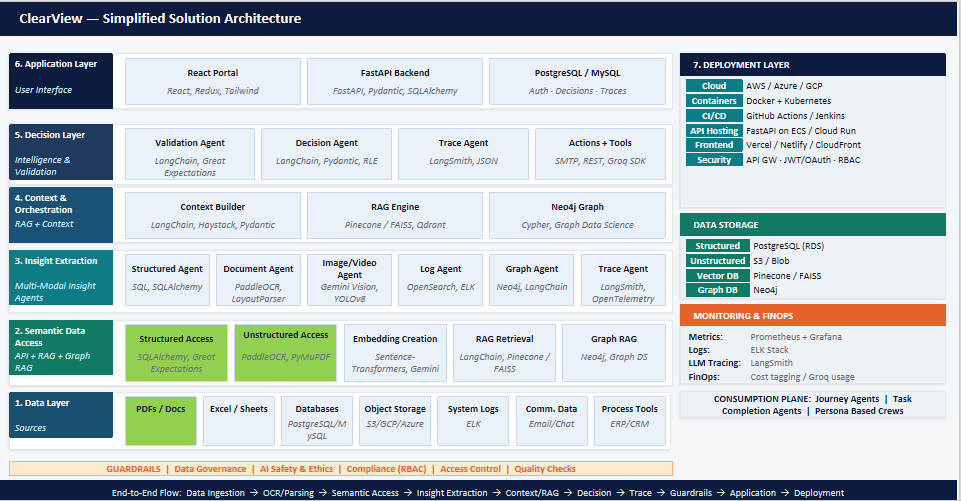 ClearView — Simplified Solution Architecture
6. Application Layer
User Interface
React Portal
React, Redux, Tailwind
FastAPI Backend
FastAPI, Pydantic, SQLAlchemy
PostgreSQL / MySQL
Auth · Decisions · Traces
5. Decision Layer
Intelligence &
Validation
Validation Agent
LangChain, Great
Expectations
Decision Agent
LangChain, Pydantic, RLE
Trace Agent
LangSmith, JSON
Actions + Tools
SMTP, REST, Groq SDK
4. Context &
Orchestration
RAG + Context
Context Builder
LangChain, Haystack, Pydantic
RAG Engine
Pinecone / FAISS, Qdrant
Neo4j Graph
Cypher, Graph Data Science
3. Insight Extraction
Multi-Modal Insight
Agents
Structured Agent
SQL, SQLAlchemy
Document Agent
PaddleOCR,
LayoutParser
Image/Video
Agent
Gemini Vision,
YOLOv8
Log Agent
OpenSearch, ELK
Graph Agent
Neo4j, LangChain
Trace Agent
LangSmith,
OpenTelemetry
2. Semantic Data
Access
API + RAG + Graph
RAG
Structured Access
SQLAlchemy, Great
Expectations
Unstructured Access
PaddleOCR, PyMuPDF
Embedding Creation
Sentence-
Transformers, Gemini
RAG Retrieval
LangChain, Pinecone /
FAISS
Graph RAG
Neo4j, Graph DS
1. Data Layer
Sources
PDFs / Docs
Excel / Sheets
Databases
PostgreSQL/M
ySQL
Object Storage
S3/GCP/Azure
System Logs
ELK
Comm. Data
Email/Chat
Process Tools
ERP/CRM
GUARDRAILS | Data Governance | AI Safety & Ethics | Compliance (RBAC) | Access Control | Quality Checks
7. DEPLOYMENT LAYER
Cloud AWS / Azure / GCP
Containers Docker + Kubernetes
CI/CD GitHub Actions / Jenkins
API Hosting FastAPI on ECS / Cloud Run
Frontend Vercel / Netlify / CloudFront
Security API GW · JWT/OAuth · RBAC
DATA STORAGE
Structured PostgreSQL (RDS)
Unstructured S3 / Blob
Vector DB Pinecone / FAISS
Graph DB Neo4j
MONITORING & FINOPS
Metrics: Prometheus + Grafana
Logs: ELK Stack
LLM Tracing: LangSmith
FinOps: Cost tagging / Groq usage
CONSUMPTION PLANE: Journey Agents | Task
Completion Agents | Persona Based Crews
End-to-End Flow: Data Ingestion → OCR/Parsing → Semantic Access → Insight Extraction → Context/RAG → Decision → Trace → Guardrails → Application → Deployment